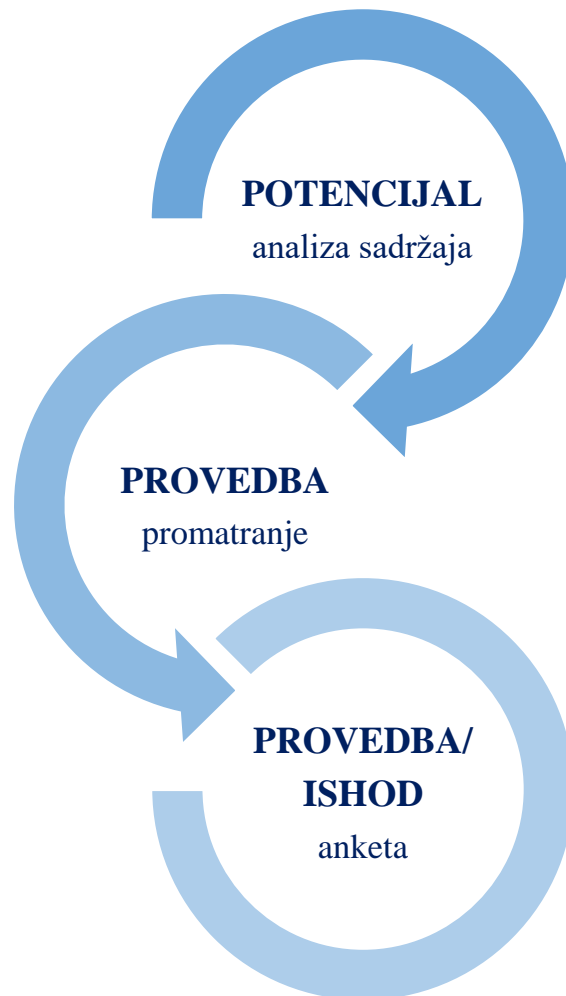 POTENCIJAL
analiza sadržaja
PROVEDBA
promatranje
PROVEDBA/
ISHOD
anketa